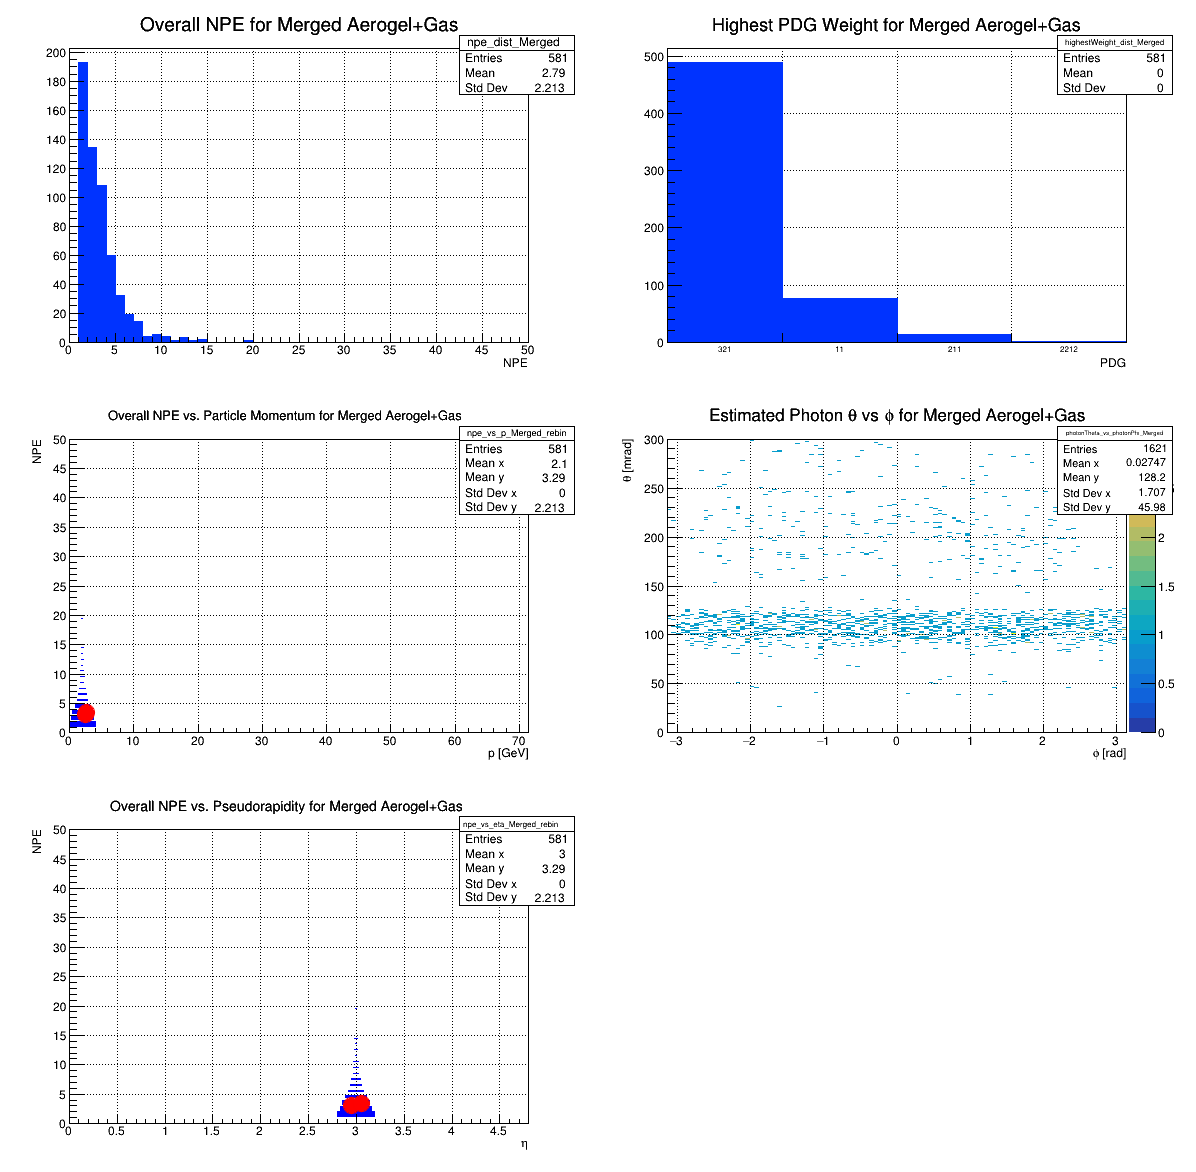 Overall NPE for Merged Aerogel+Gas
npe_dist_Merged
Entries 581
Mean 2.79
Std Dev 2.213
200
180
160
140
120
100
80
60
40
20
0
0 5 10 15 20 25 30 35 40 45 50
NPE
Highest PDG Weight for Merged Aerogel+Gas
highestWeight_dist_Merged
Entries 581
Mean 0
Std Dev 0
500
400
300
200
100
0
321 11 211 2212
PDG
Overall NPE vs. Particle Momentum for Merged Aerogel+Gas
NPE
npe_vs_p_Merged_rebin
Entries 581
Mean x 2.1
Mean y 3.29
Std Dev x 0
Std Dev y 2.213
50
45
40
35
30
25
20
15
10
5
0
0 10 20 30 40 50 60 70
p [GeV]
Estimated Photon θ vs ϕ for Merged Aerogel+Gas
θ [mrad]
photonTheta_vs_photonPhi_Merged
Entries 1621
Mean x 0.02747
Mean y 128.2
Std Dev x 1.707
Std Dev y 45.98
300
250
200
150
100
50
0
−3 −2 −1 0 1 2 3
ϕ [rad]
2
1.5
1
0.5
0
Overall NPE vs. Pseudorapidity for Merged Aerogel+Gas
NPE
npe_vs_eta_Merged_rebin
Entries 581
Mean x 3
Mean y 3.29
Std Dev x 0
Std Dev y 2.213
50
45
40
35
30
25
20
15
10
5
0
0 0.5 1 1.5 2 2.5 3 3.5 4 4.5
η